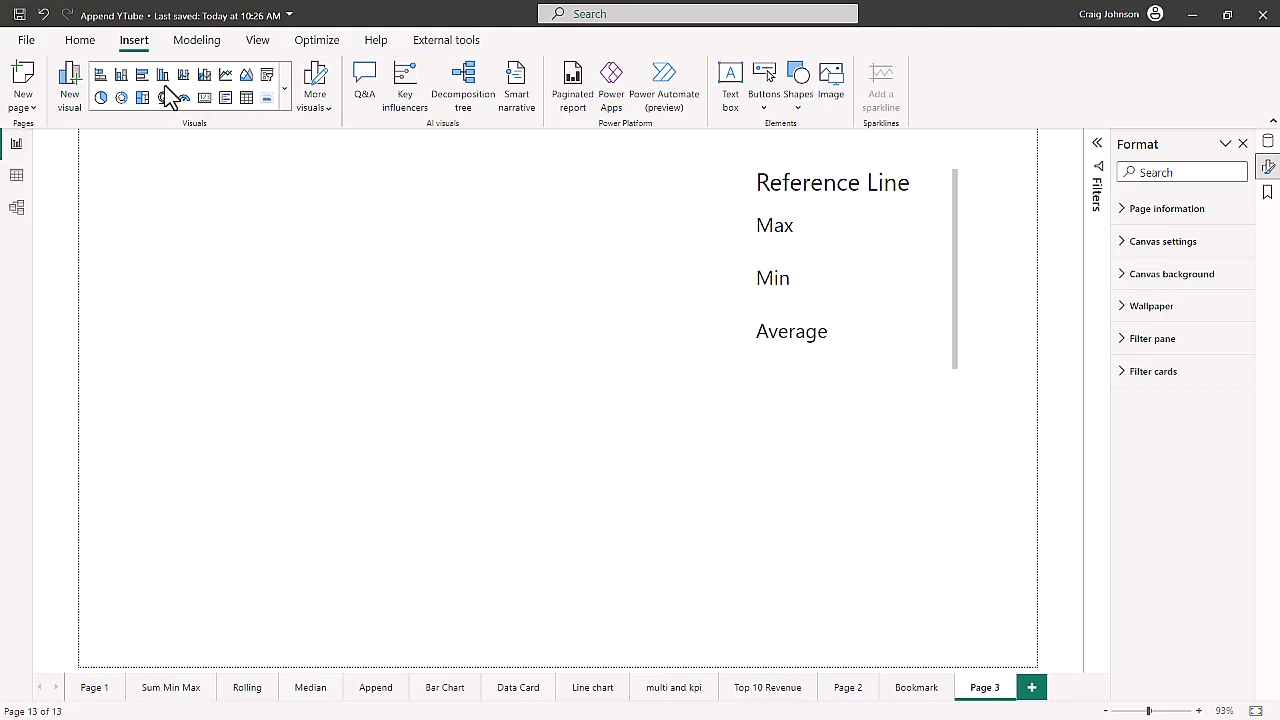 Append YTube • Last saved: Today at 10:26 AM
Search
Craig Johnson
File
Home
Insert
Modeling
View
Optimize
Help
External tools
New page
New visual
More visuals
Q&A
Key influencers
Decomposition tree
Smart narrative
Paginated report
Power Apps
Power Automate (preview)
Text box
Buttons
Shapes
Image
Add a sparkline
Pages
Visuals
AI visuals
Power Platform
Elements
Sparklines
Reference Line
Max
Min
Average
Filters
Format
Search
Page information
Canvas settings
Canvas background
Wallpaper
Filter pane
Filter cards
Page 1
Sum Min Max
Rolling
Append
Bar Chart
Data Card
Line chart
multi and kpi
Page 2
Bookmark
Page 3
Page 13 of 13
93%